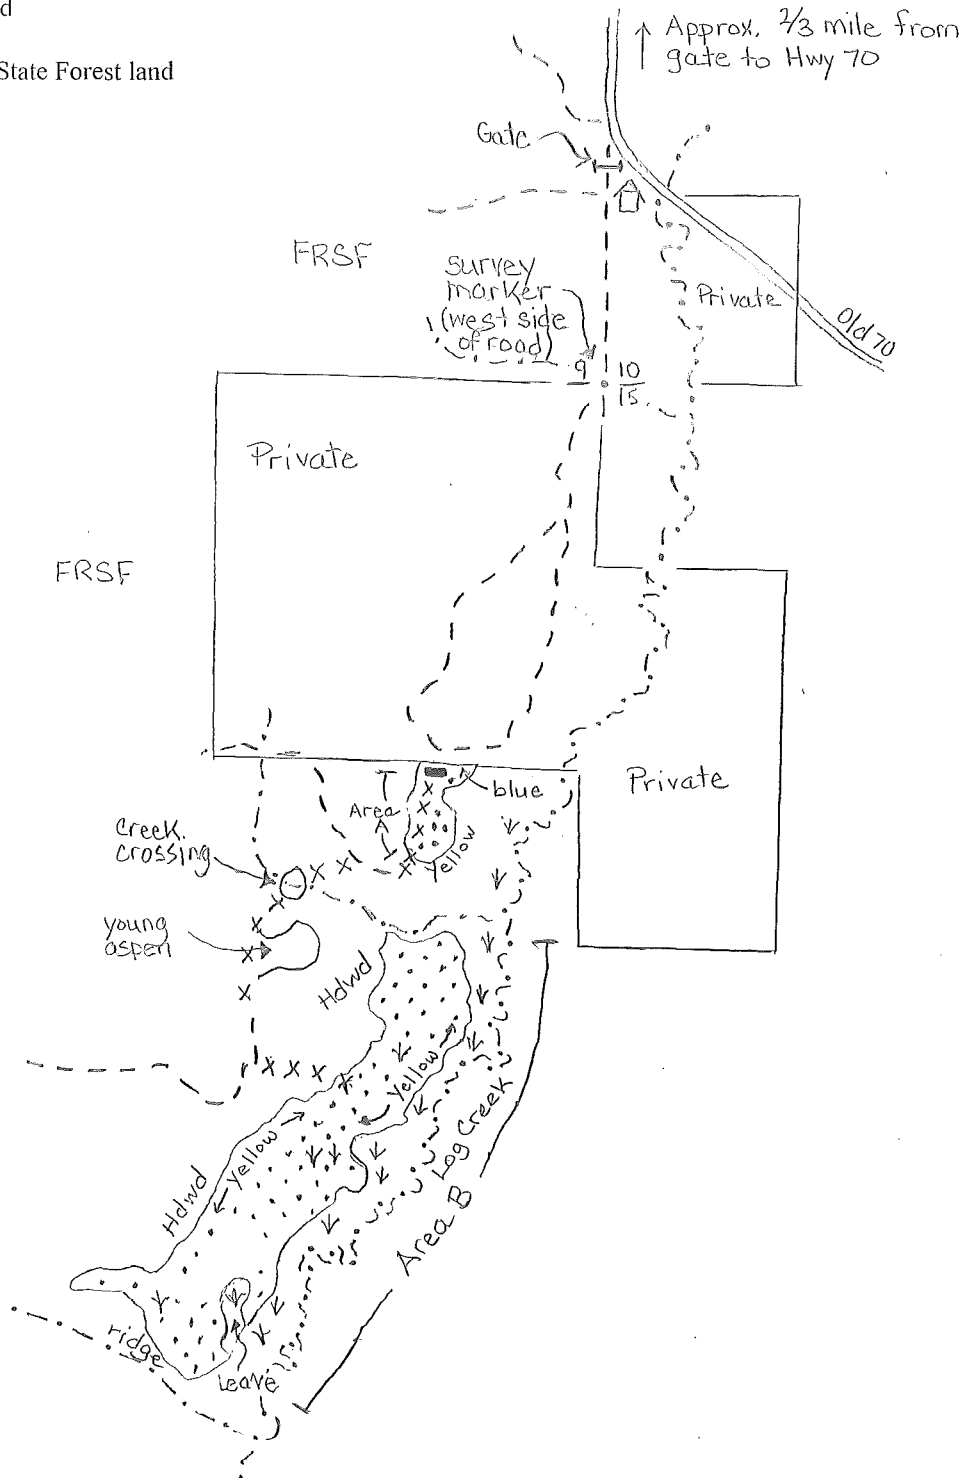 d
State Forest land
↑ Approx. 2/3 mile from
gate to Hwy 70
Gate
FRSF
survey
marker
(west side
of road)
Private
Old 70
9
10
15
Private
FRSF
Private
blue
Area
A
Yellow
Creek
crossing
young
aspen
Hdwd
Yellow
Log Creek
Yellow
Hdwd
Area B
ridge
Leave